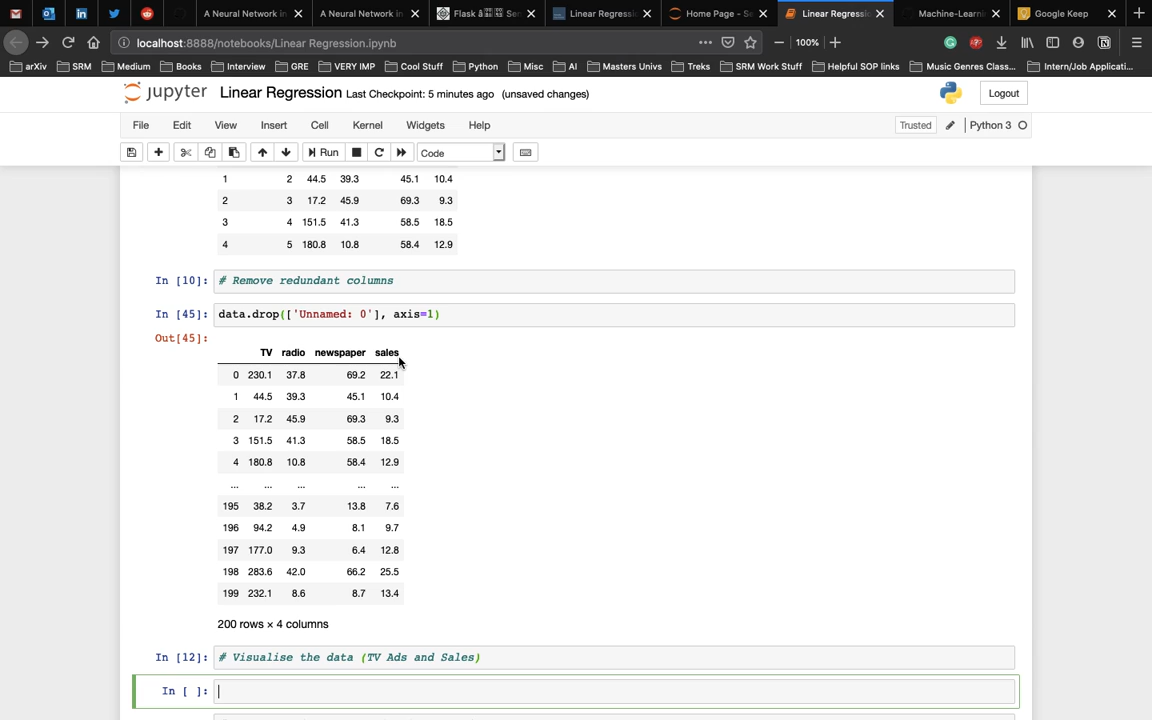 A Neural Network in
A Neural Network in
Flask â Se
Linear Regressi
Home Page - Se
Linear Regressio
Machine-Learni
Google Keep
localhost:8888/notebooks/Linear Regression.ipynb
100%
arXiv SRM Medium Books Interview GRE VERY IMP Cool Stuff Python Misc AI Masters Univs Treks SRM Work Stuff Helpful SOP links Music Genres Class... Intern/Job Applicati...
jupyter Linear Regression Last Checkpoint: 5 minutes ago (unsaved changes) Logout
File Edit View Insert Cell Kernel Widgets Help Trusted Python 3
Run Code
1 2 44.5 39.3 45.1 10.4
2 3 17.2 45.9 69.3 9.3
3 4 151.5 41.3 58.5 18.5
4 5 180.8 10.8 58.4 12.9
In [10]: # Remove redundant columns
In [45]: data.drop(['Unnamed: 0'], axis=1)
Out[45]:
TV radio newspaper sales
0 230.1 37.8 69.2 22.1
1 44.5 39.3 45.1 10.4
2 17.2 45.9 69.3 9.3
3 151.5 41.3 58.5 18.5
4 180.8 10.8 58.4 12.9
... ... ... ... ...
195 38.2 3.7 13.8 7.6
196 94.2 4.9 8.1 9.7
197 177.0 9.3 6.4 12.8
198 283.6 42.0 66.2 25.5
199 232.1 8.6 8.7 13.4
200 rows × 4 columns
In [12]: # Visualise the data (TV Ads and Sales)
In [ ]: